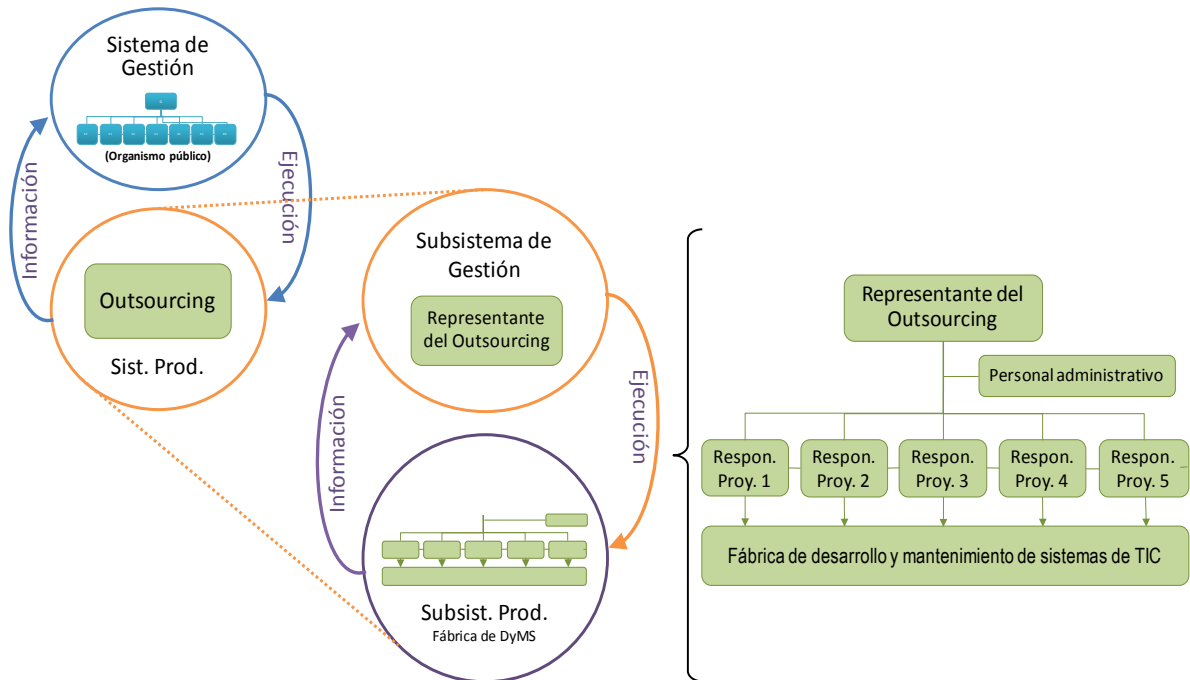 Sistema de
Gestión
(Organismo público)
Información
Ejecución
Outsourcing
Sist. Prod.
Subsistema de
Gestión
Representante
del Outsourcing
Información
Ejecución
Subsist. Prod.
Fábrica de DyMS
Representante del
Outsourcing
Personal administrativo
Respon.
Proy. 1
Respon.
Proy. 2
Respon.
Proy. 3
Respon.
Proy. 4
Respon.
Proy. 5
Fábrica de desarrollo y mantenimiento de sistemas de TIC